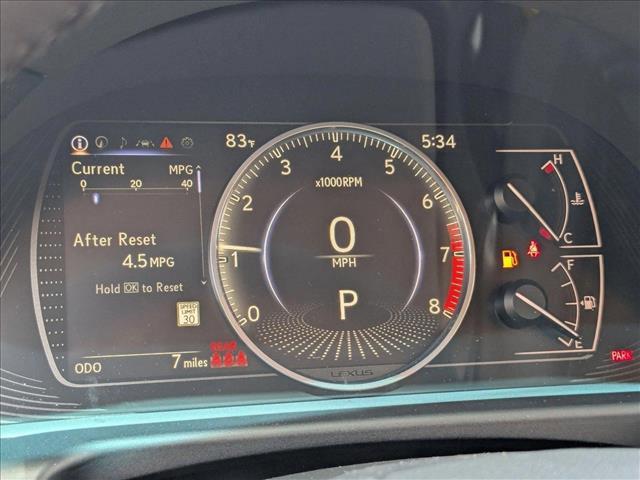 83°F
5:34
Current MPG
0 20 40
After Reset
4.5 MPG
Hold OK to Reset
SPEED
LIMIT
30
ODO 7 miles
REAR
0 1 2 3 4 5 6 7 8
x1000RPM
0
MPH
P
LEXUS
H
C
F
E
PARK